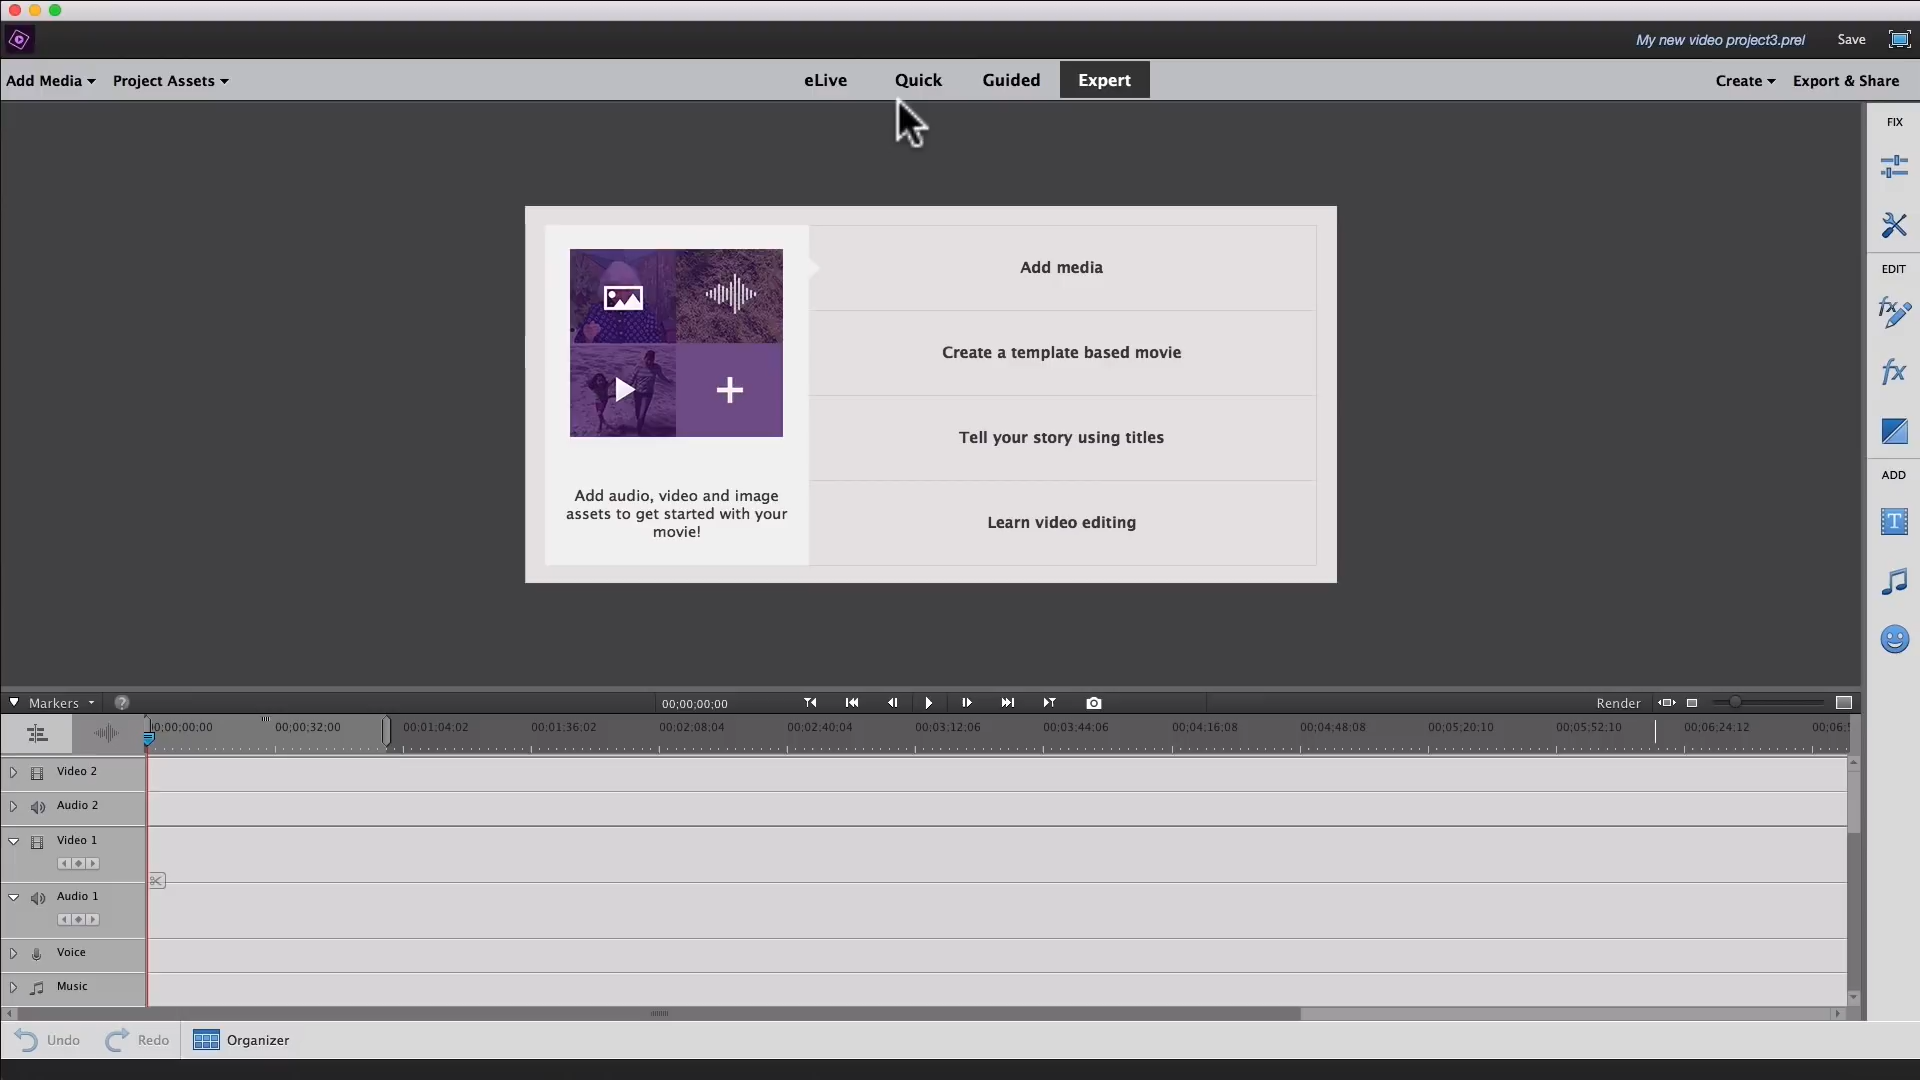 My new video project3.prel
Save
Add Media
Project Assets
eLive
Quick
Guided
Expert
Create
Export & Share
FIX
Add media
EDIT
Create a template based movie
fx
fx
Tell your story using titles
ADD
Add audio, video and image
assets to get started with your
movie!
Learn video editing
T
Markers
?
00;00;00;00
Render
00;00;00;00
00;00;32;00
00;01;04;02
00;01;36;02
00;02;08;04
00;02;40;04
00;03;12;06
00;03;44;06
00;04;16;08
00;04;48;08
00;05;20;10
00;05;52;10
00;06;24;12
00;06;
Video 2
Audio 2
Video 1
Audio 1
Voice
Music
Undo
Redo
Organizer